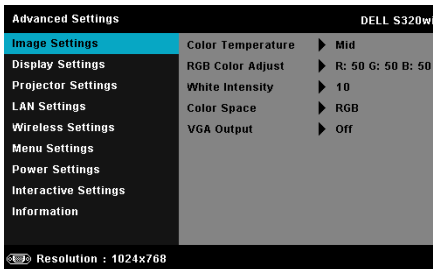 Advanced Settings DELL S320wi
Image Settings Color Temperature Mid
Display Settings RGB Color Adjust R: 50 G: 50 B: 50
Projector Settings White Intensity 10
LAN Settings Color Space RGB
Wireless Settings VGA Output Off
Menu Settings
Power Settings
Interactive Settings
Information
Resolution : 1024x768